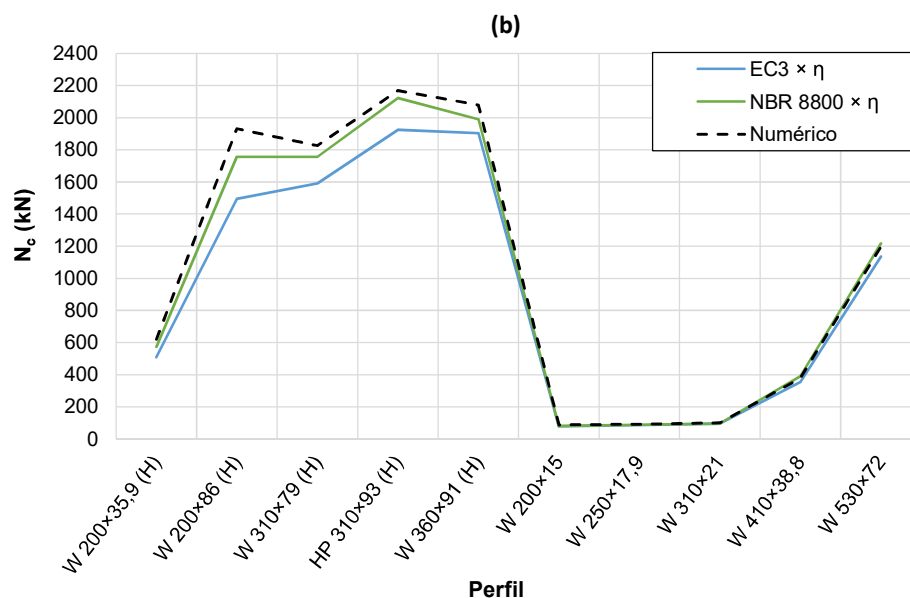 (b)
2400
2200
2000
1800
1600
1400
1200
1000
800
600
400
200
0
Nc (kN)
EC3 × η
NBR 8800 × η
Numérico
W 200×35,9 (H)
W 200×86 (H)
W 310×79 (H)
HP 310×93 (H)
W 360×91 (H)
W 200×15
W 250×17,9
W 310×21
W 410×38,8
W 530×72
Perfil